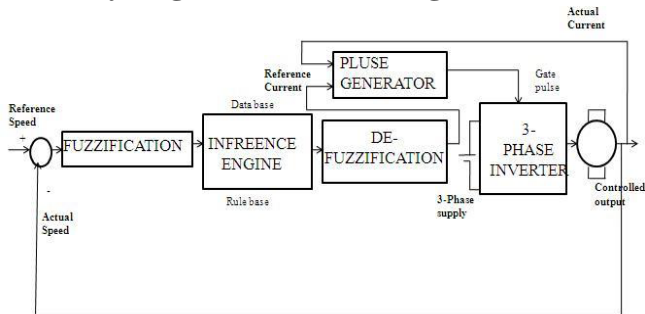 Actual
Current
PLUSE
GENERATOR
Reference
Current
Gate
pulse
Reference
Speed
+
Data base
FUZZIFICATION
INFREENCE
ENGINE
DE-
FUZZIFICATION
3-
PHASE
INVERTER
-
Actual
Speed
Rule base
3-Phase
supply
Controlled
output